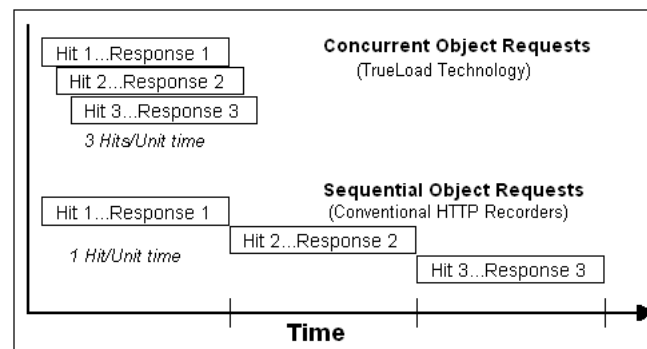 Hit 1...Response 1
Concurrent Object Requests
Hit 2...Response 2
(TrueLoad Technology)
Hit 3...Response 3
3 Hits/Unit time
Sequential Object Requests
Hit 1...Response 1
(Conventional HTTP Recorders)
Hit 2...Response 2
1 Hit/Unit time
Hit 3...Response 3
Time